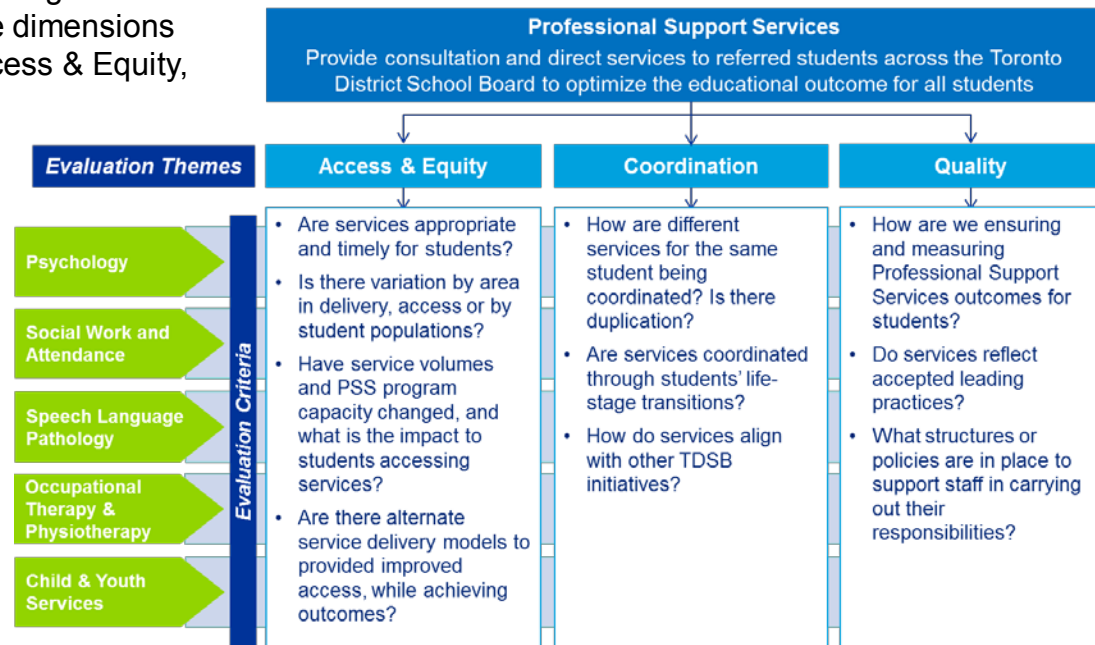 e dimensions
cess & Equity,
Professional Support Services
Provide consultation and direct services to referred students across the Toronto
District School Board to optimize the educational outcome for all students
Evaluation Themes
Access & Equity
Coordination
Quality
Psychology
Social Work and
Attendance
Speech Language
Pathology
Occupational
Therapy &
Physiotherapy
Child & Youth
Services
Evaluation Criteria
• Are services appropriate
and timely for students?
• Is there variation by area
in delivery, access or by
student populations?
• Have service volumes
and PSS program
capacity changed, and
what is the impact to
students accessing
services?
• Are there alternate
service delivery models to
provided improved
access, while achieving
outcomes?
• How are different
services for the same
student being
coordinated? Is there
duplication?
• Are services coordinated
through students' life-
stage transitions?
• How do services align
with other TDSB
initiatives?
• How are we ensuring
and measuring
Professional Support
Services outcomes for
students?
• Do services reflect
accepted leading
practices?
• What structures or
policies are in place to
support staff in carrying
out their
responsibilities?